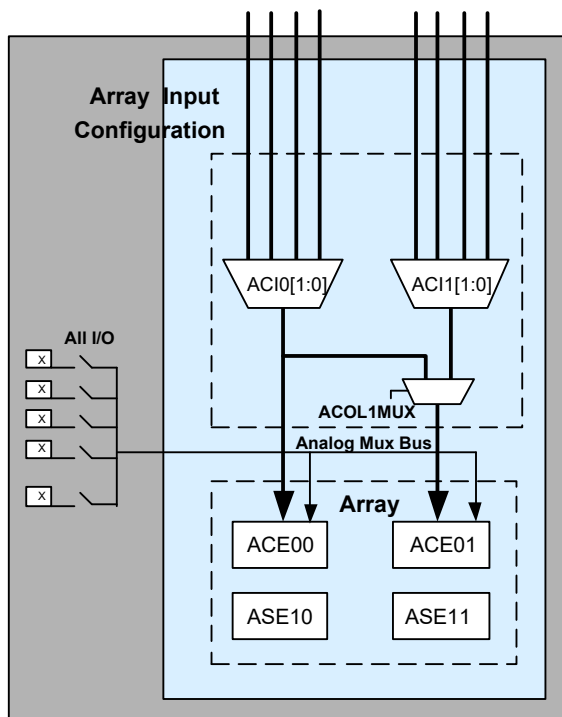 Array Input
Configuration
ACI0[1:0]
ACI1[1:0]
All I/O
X
X
X
X
X
ACOL1MUX
Analog Mux Bus
Array
ACE00
ACE01
ASE10
ASE11